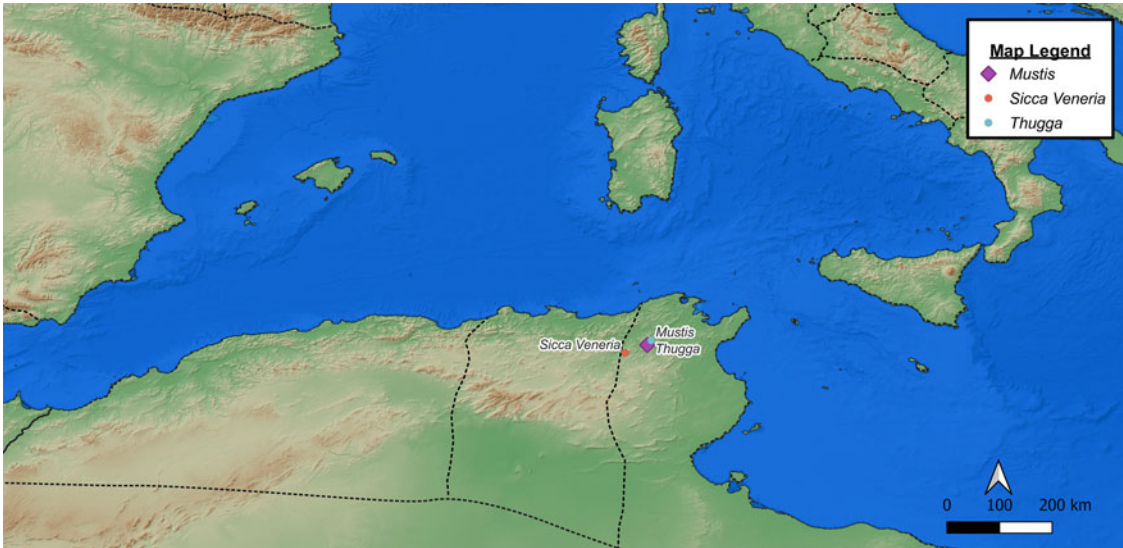 Map Legend
Mustis
Sicca Veneria
Thugga
Mustis
Sicca Veneria
Thugga
0 100 200 km